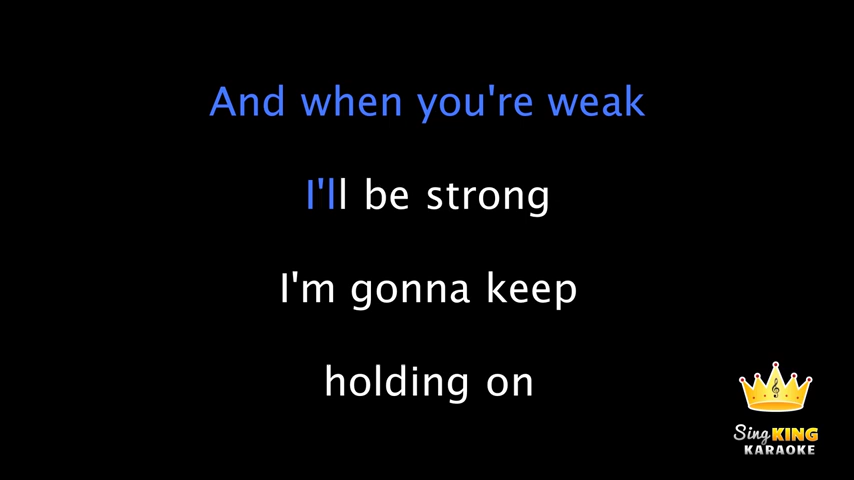 And when you're weak
I'll be strong
I'm gonna keep
holding on
Sing KING
KARAOKE